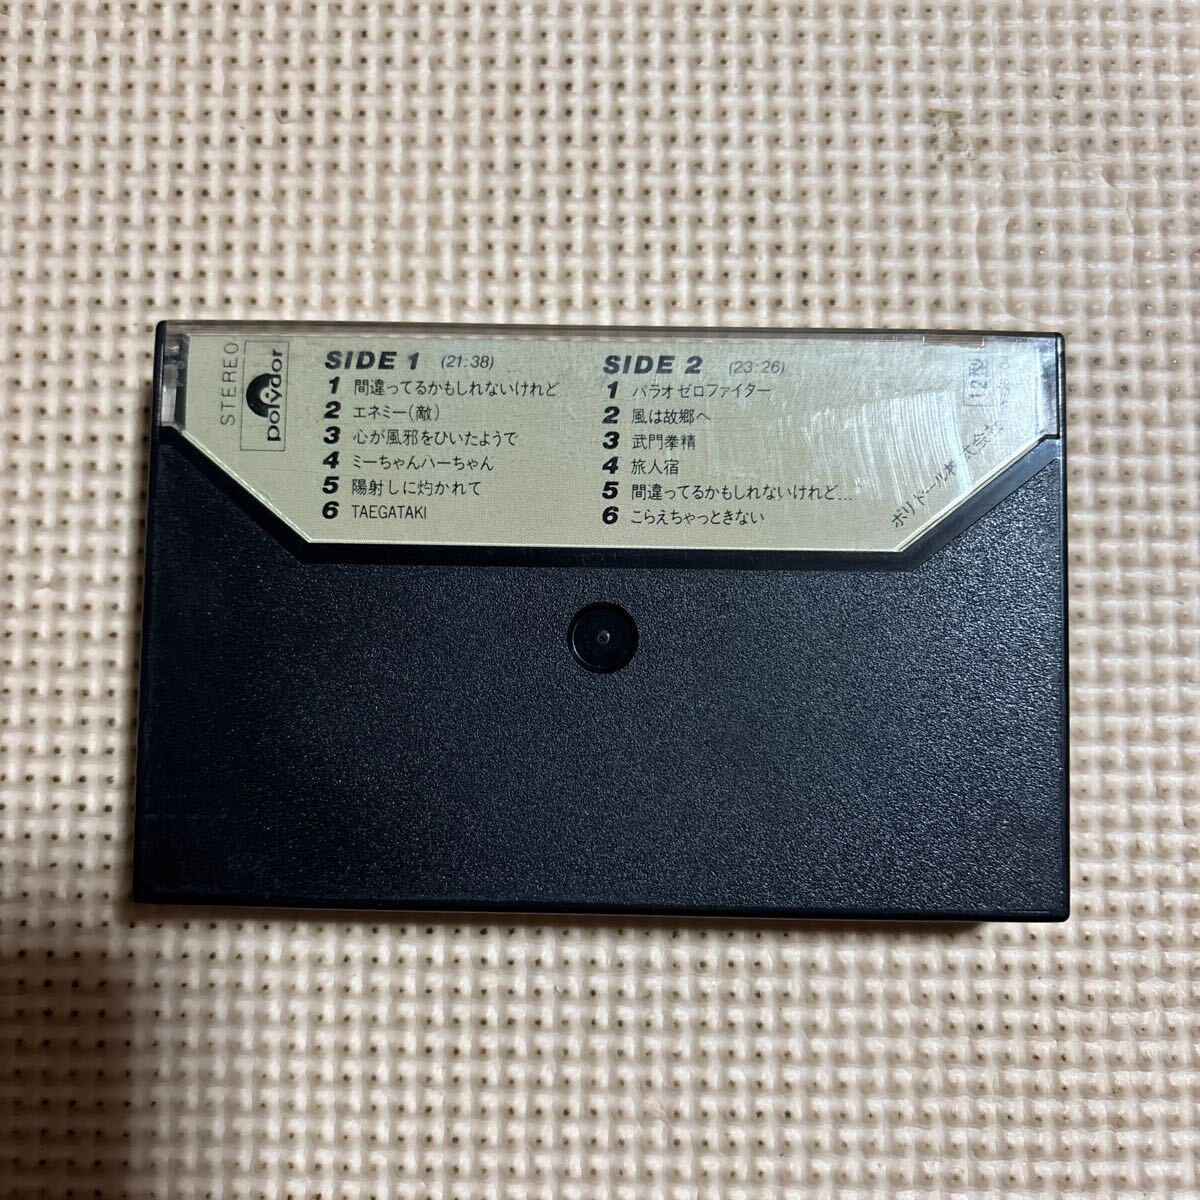 STEREO
polydor
SIDE 1 (21:38)
1 間違ってるかもしれないけれど
2 エネミー(敵)
3 心が風邪をひいたようで
4 ミーちゃんハーちゃん
5 陽射しに灼かれて
6 TAEGATAKI
SIDE 2 (23:26)
1 パラオゼロファイター
2 風は故郷へ
3 武門拳精
4 旅人宿
5 間違ってるかもしれないけれど...
6 こらえちゃっときない
ポリドール株式会社